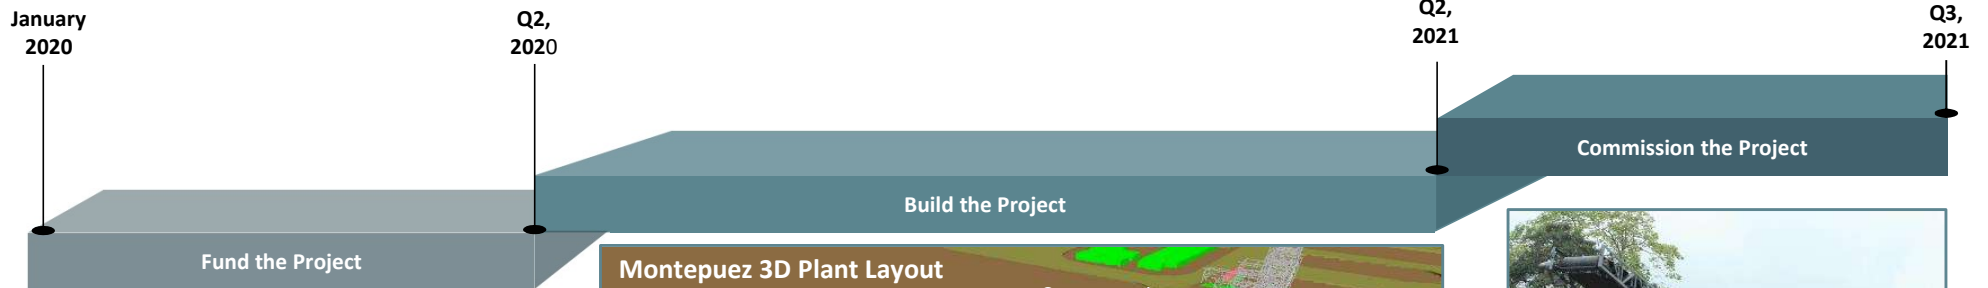 January
2020
Q2,
2020
Q2,
2021
Q3,
2021
Commission the Project
Build the Project
Fund the Project
Montepuez 3D Plant Layout